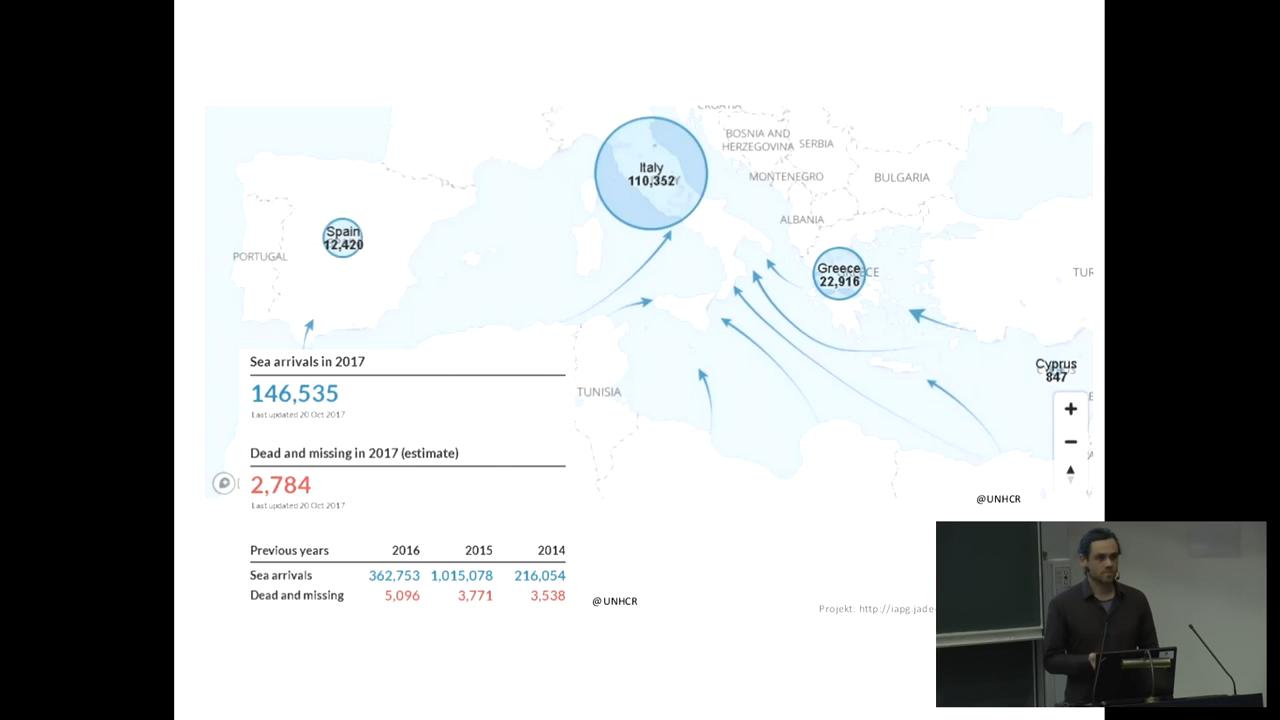 CROATIA
BOSNIA AND
HERZEGOVINA
SERBIA
Italy
110,352
MONTENEGRO
BULGARIA
ALBANIA
Spain
12,420
PORTUGAL
Greece
22,916
Cyprus
847
TUNISIA
Sea arrivals in 2017
146,535
Last updated 20 Oct 2017
Dead and missing in 2017 (estimate)
2,784
Last updated 20 Oct 2017
@UNHCR
Previous years 2016 2015 2014
Sea arrivals 362,753 1,015,078 216,054
Dead and missing 5,096 3,771 3,538
@UNHCR
Projekt: http://iapg.jade